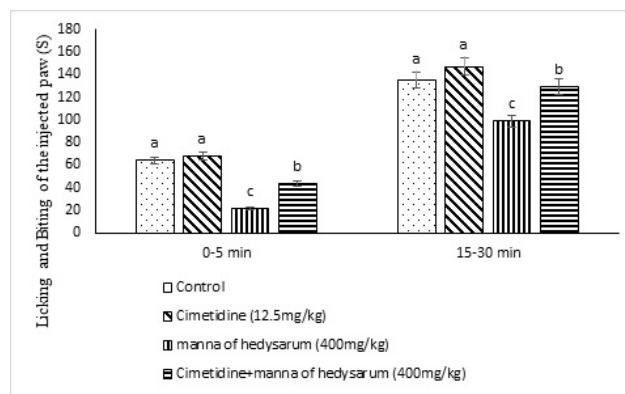 Licking and Biting of the injected paw (S)
180
160
140
120
100
80
60
40
20
0
a
a
c
b
a
a
c
b
0-5 min
15-30 min
Control
Cimetidine (12.5mg/kg)
manna of hedysarum (400mg/kg)
Cimetidine+manna of hedysarum (400mg/kg)